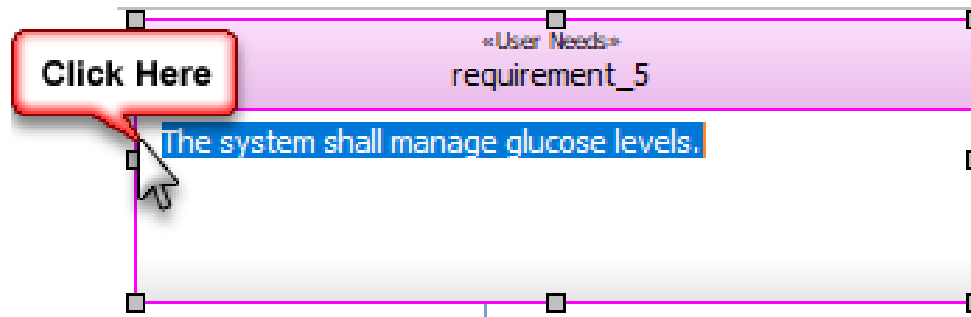 «User Needs»
requirement_5
Click Here
The system shall manage glucose levels.